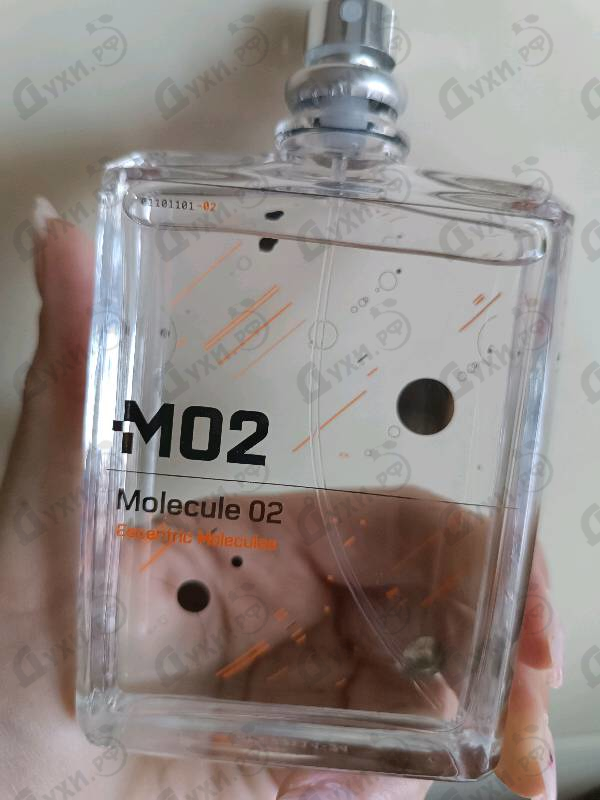 01101101-02
M02
Molecule 02
Escentric Molecules
Духи.РФ